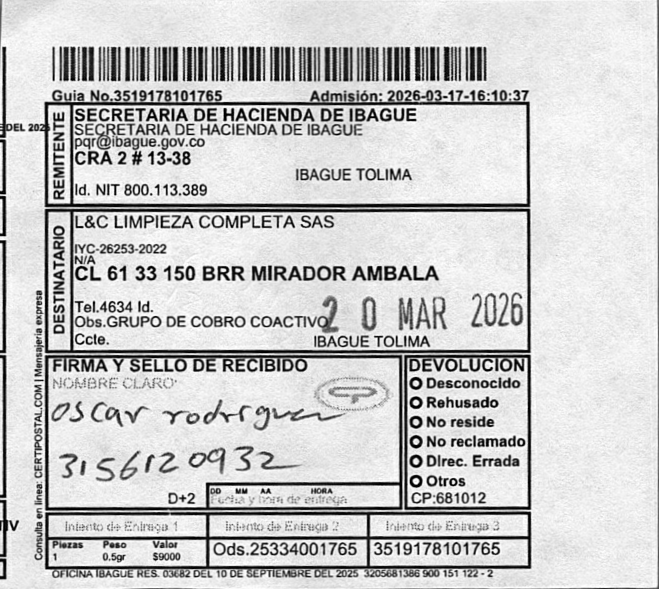 Guia No.3519178101765 Admisión: 2026-03-17-16:10:37
E DEL 2025
REMITENTE
SECRETARIA DE HACIENDA DE IBAGUE
SECRETARIA DE HACIENDA DE IBAGUE
pqr@ibague.gov.co
CRA 2 # 13-38
IBAGUE TOLIMA
Id. NIT 800.113.389
DESTINATARIO
L&C LIMPIEZA COMPLETA SAS
IYC-26253-2022
N/A
CL 61 33 150 BRR MIRADOR AMBALA
Tel.4634 Id.
Obs.GRUPO DE COBRO COACTIVO
20 MAR 2026
Ccte. IBAGUE TOLIMA
Consulta en linea: CERTIPOSTAL.COM | Mensajería expresa
FIRMA Y SELLO DE RECIBIDO
NOMBRE CLARO:
oscar rodriguez
3156120932
D+2
DD MM AA HORA
Fecha y hora de entrega
DEVOLUCION
Desconocido
Rehusado
No reside
No reclamado
Direc. Errada
Otros
CP:681012
IV
Intento de Entrega 1 Intento de Entrega 2 Intento de Entrega 3
Piezas Peso Valor
1 0.5gr $9000
Ods.25334001765 3519178101765
OFICINA IBAGUE RES. 03682 DEL 10 DE SEPTIEMBRE DEL 2025 3205681386 900 151 122 - 2